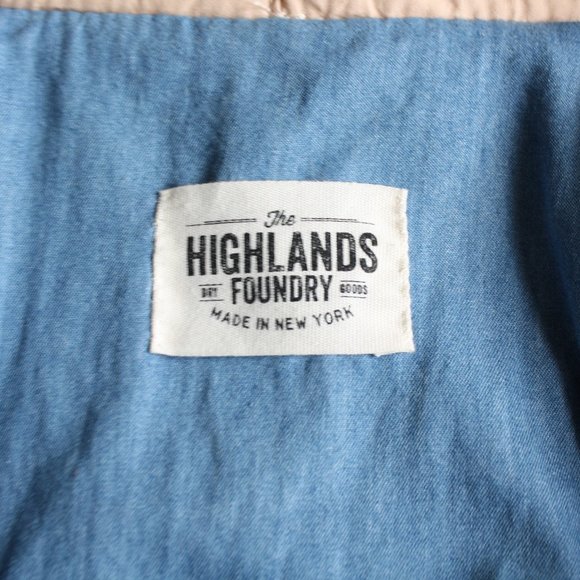 The
HIGHLANDS
DRY FOUNDRY GOODS
MADE IN NEW YORK